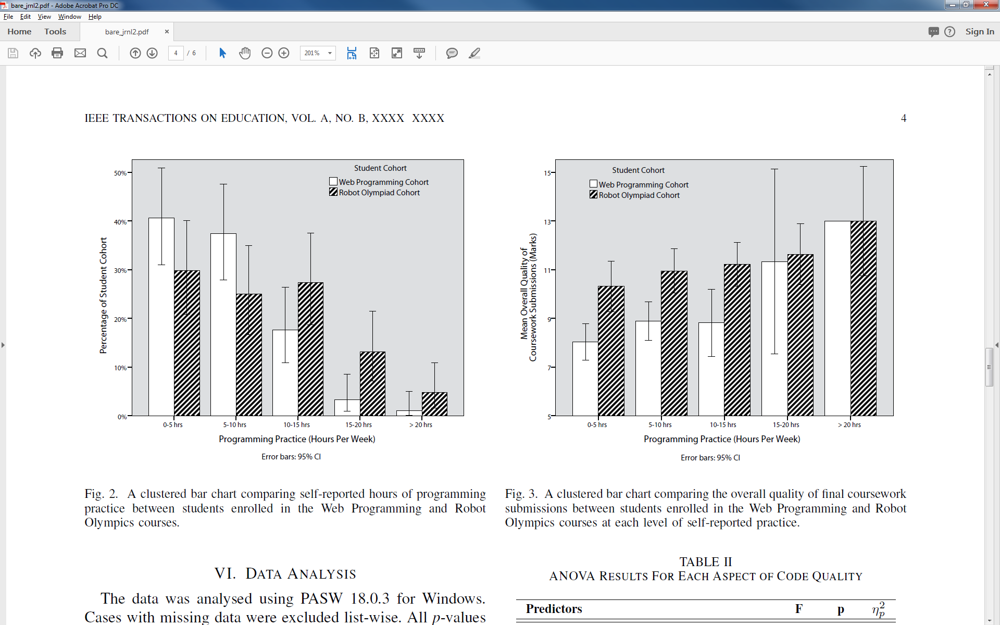 bare_jrnl2.pdf - Adobe Acrobat Pro DC
File Edit View Window Help
Home Tools bare_jrnl2.pdf × Sign In
4 / 6 201%
IEEE TRANSACTIONS ON EDUCATION, VOL. A, NO. B, XXXX XXXX 4
Student Cohort
Web Programming Cohort
Robot Olympiad Cohort
50%
40%
30%
20%
10%
0%
Percentage of Student Cohort
0-5 hrs 5-10 hrs 10-15 hrs 15-20 hrs > 20 hrs
Programming Practice (Hours Per Week)
Error bars: 95% CI
Fig. 2. A clustered bar chart comparing self-reported hours of programming
practice between students enrolled in the Web Programming and Robot
Olympics courses.
VI. DATA ANALYSIS
The data was analysed using PASW 18.0.3 for Windows.
Cases with missing data were excluded list-wise. All p-values
Student Cohort
Web Programming Cohort
Robot Olympiad Cohort
15
13
11
9
7
5
Mean Overall Quality of
Coursework Submissions (Marks)
0-5 hrs 5-10 hrs 10-15 hrs 15-20 hrs > 20 hrs
Programming Practice (Hours Per Week)
Error bars: 95% CI
Fig. 3. A clustered bar chart comparing the overall quality of final coursework
submissions between students enrolled in the Web Programming and Robot
Olympics courses at each level of self-reported practice.
TABLE II
ANOVA RESULTS FOR EACH ASPECT OF CODE QUALITY
Predictors F p η²p